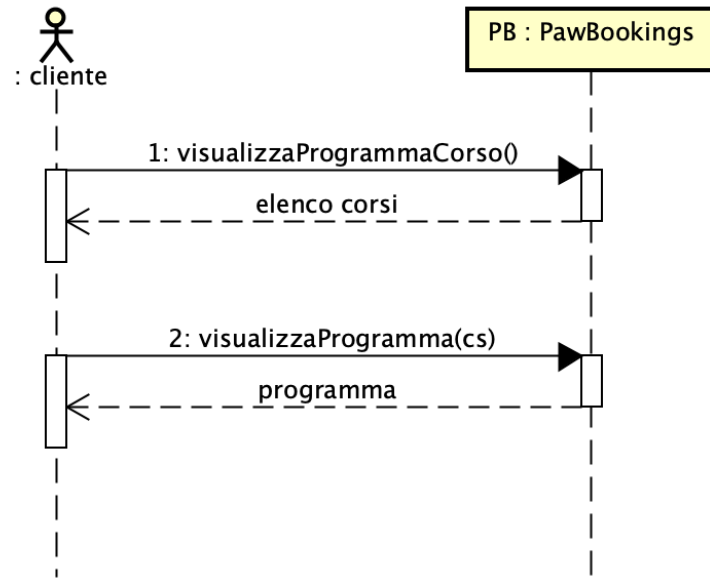 : cliente
PB : PawBookings
1: visualizzaProgrammaCorso()
elenco corsi
2: visualizzaProgramma(cs)
programma